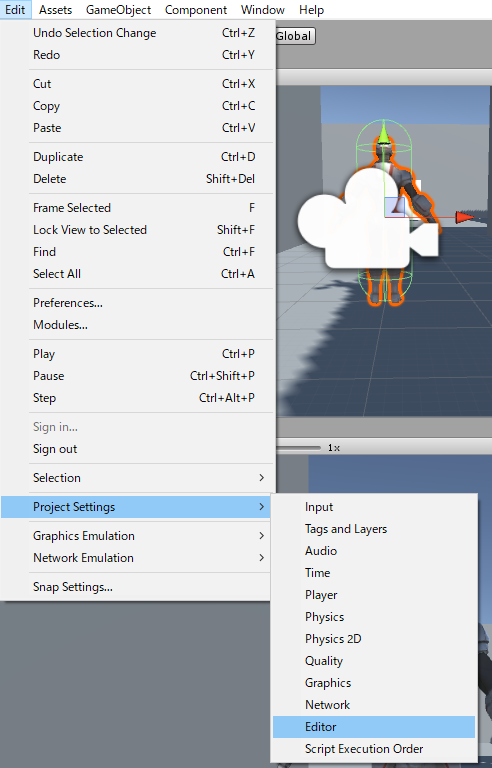 Edit Assets GameObject Component Window Help
Undo Selection Change Ctrl+Z
Global
Redo Ctrl+Y
Cut Ctrl+X
Copy Ctrl+C
Paste Ctrl+V
Duplicate Ctrl+D
Delete Shift+Del
Frame Selected F
Lock View to Selected Shift+F
Find Ctrl+F
Select All Ctrl+A
Preferences...
Modules...
Play Ctrl+P
Pause Ctrl+Shift+P
Step Ctrl+Alt+P
Sign in...
Sign out
1x
Selection
Project Settings
Graphics Emulation
Network Emulation
Snap Settings...
Input
Tags and Layers
Audio
Time
Player
Physics
Physics 2D
Quality
Graphics
Network
Editor
Script Execution Order